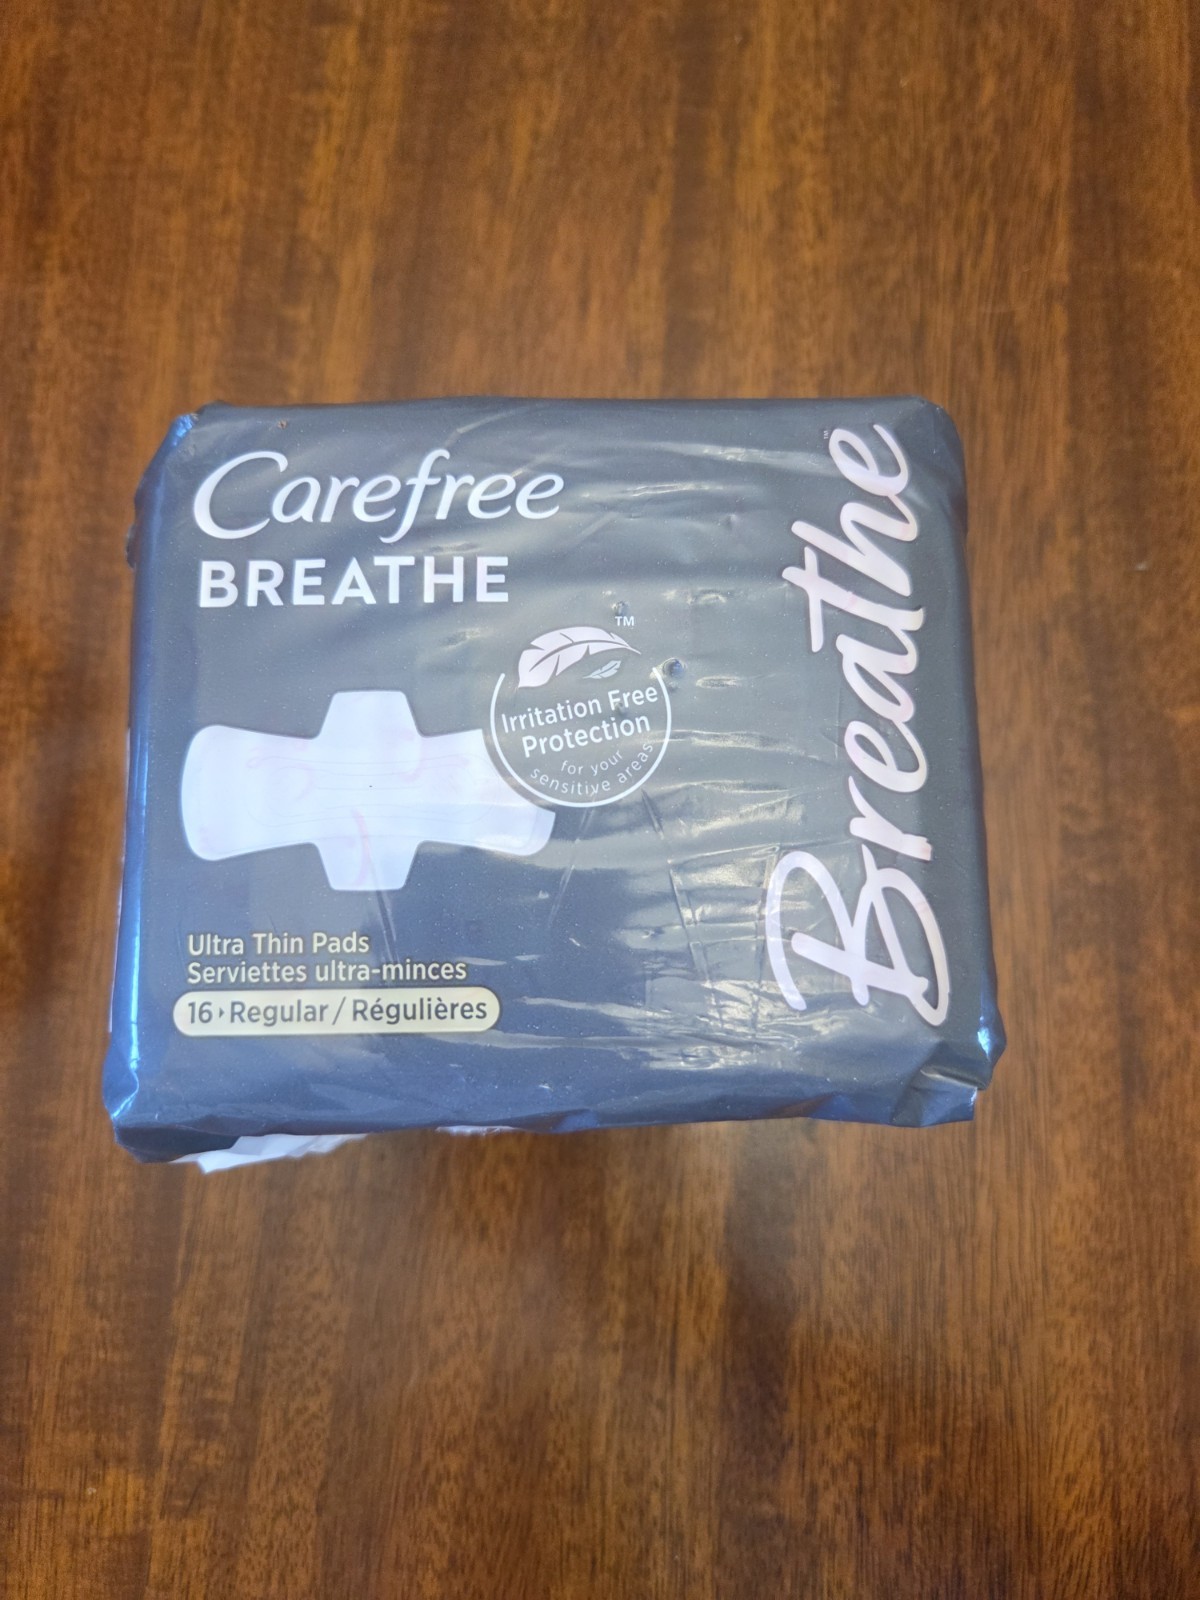 Carefree
BREATHE
TM
Irritation Free
Protection
for your
sensitive areas
Ultra Thin Pads
Serviettes ultra-minces
16 › Regular / Régulières
Breathe